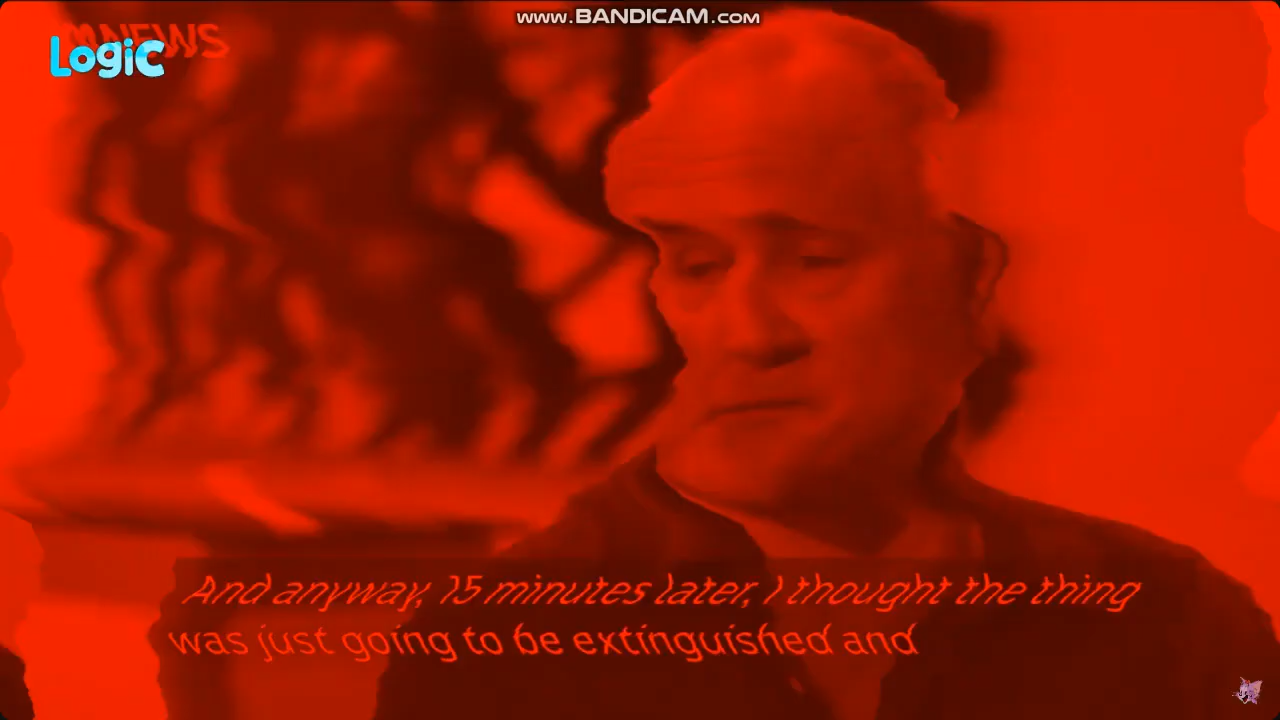 www.BANDICAM.com
NEWS
LogiC
And anyway, 15 minutes later, I thought the thing
was just going to be extinguished and